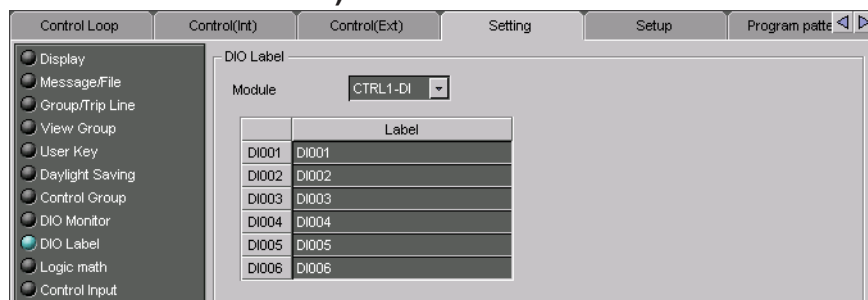 Control Loop Control(Int) Control(Ext) Setting Setup Program patte
Display
Message/File
Group/Trip Line
View Group
User Key
Daylight Saving
Control Group
DIO Monitor
DIO Label
Logic math
Control Input
DIO Label
Module CTRL1-DI
Label
DI001 DI001
DI002 DI002
DI003 DI003
DI004 DI004
DI005 DI005
DI006 DI006